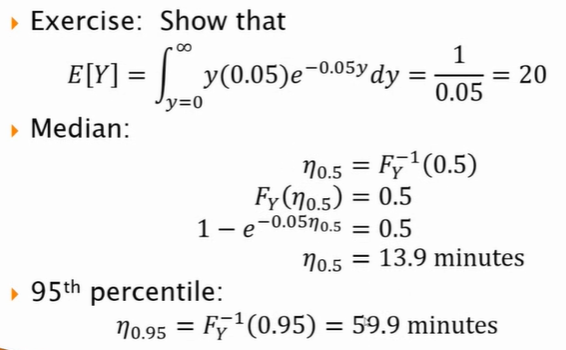 Exercise: Show that
E[Y] = ∫_{y=0}^{∞} y(0.05)e^{−0.05y}dy = 1/0.05 = 20
Median:
η_{0.5} = F_Y^{−1}(0.5)
F_Y(η_{0.5}) = 0.5
1 − e^{−0.05η_{0.5}} = 0.5
η_{0.5} = 13.9 minutes
95th percentile:
η_{0.95} = F_Y^{−1}(0.95) = 59.9 minutes